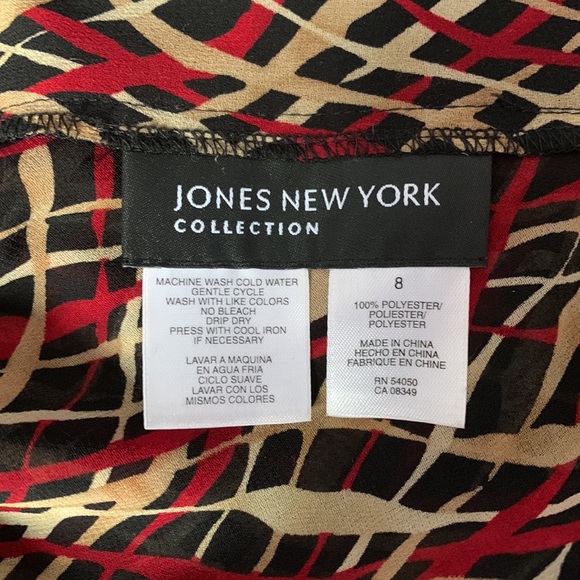 JONES NEW YORK
COLLECTION
MACHINE WASH COLD WATER
GENTLE CYCLE
WASH WITH LIKE COLORS
NO BLEACH
DRIP DRY
PRESS WITH COOL IRON
IF NECESSARY
LAVAR A MAQUINA
EN AGUA FRIA
CICLO SUAVE
LAVAR CON LOS
MISMOS COLORES
8
100% POLYESTER/
POLIESTER/
POLYESTER
MADE IN CHINA
HECHO EN CHINA
FABRIQUE EN CHINE
RN 54050
CA 08349